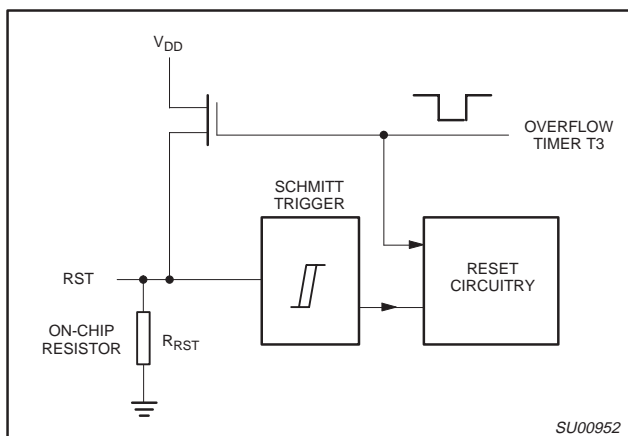 VDD
OVERFLOW
TIMER T3
SCHMITT
TRIGGER
RESET
CIRCUITRY
RST
ON-CHIP
RESISTOR
RRST
SU00952